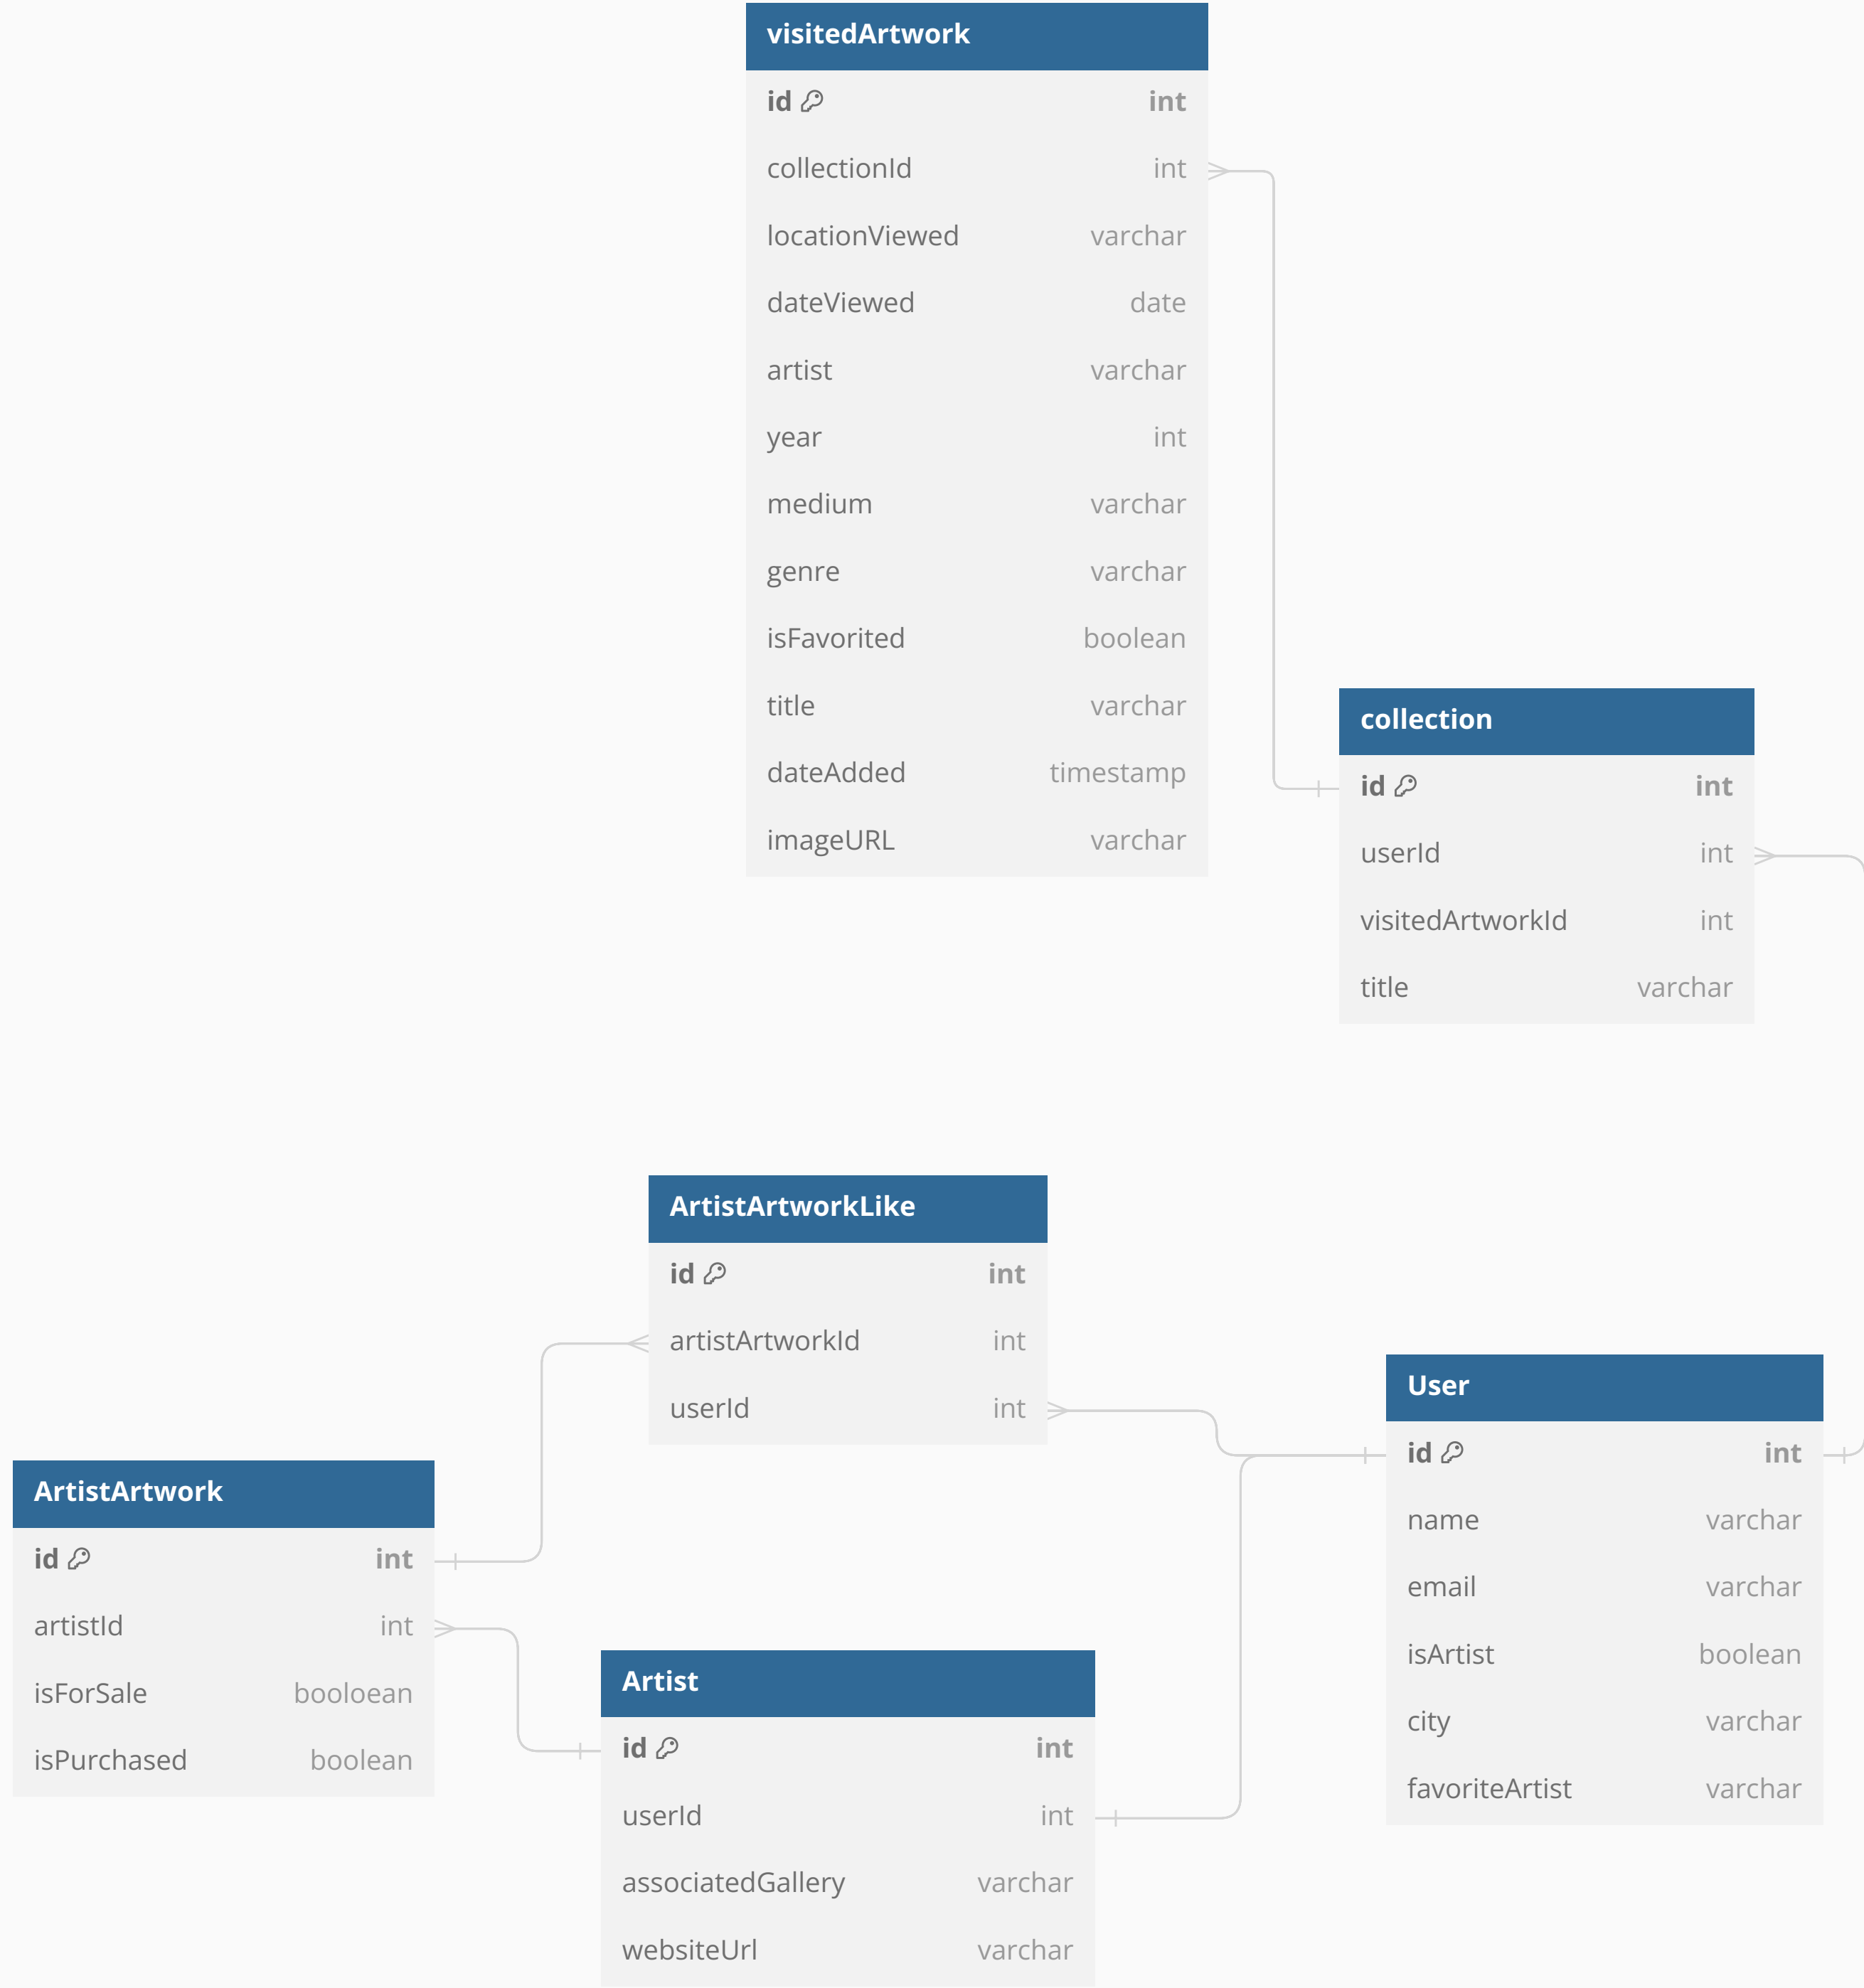 visitedArtwork
id int
collectionId int
locationViewed varchar
dateViewed date
artist varchar
year int
medium varchar
genre varchar
isFavorited boolean
title varchar
dateAdded timestamp
imageURL varchar
collection
id int
userId int
visitedArtworkId int
title varchar
ArtistArtworkLike
id int
artistArtworkId int
userId int
User
id int
name varchar
email varchar
isArtist boolean
city varchar
favoriteArtist varchar
ArtistArtwork
id int
artistId int
isForSale booloean
isPurchased boolean
Artist
id int
userId int
associatedGallery varchar
websiteUrl varchar